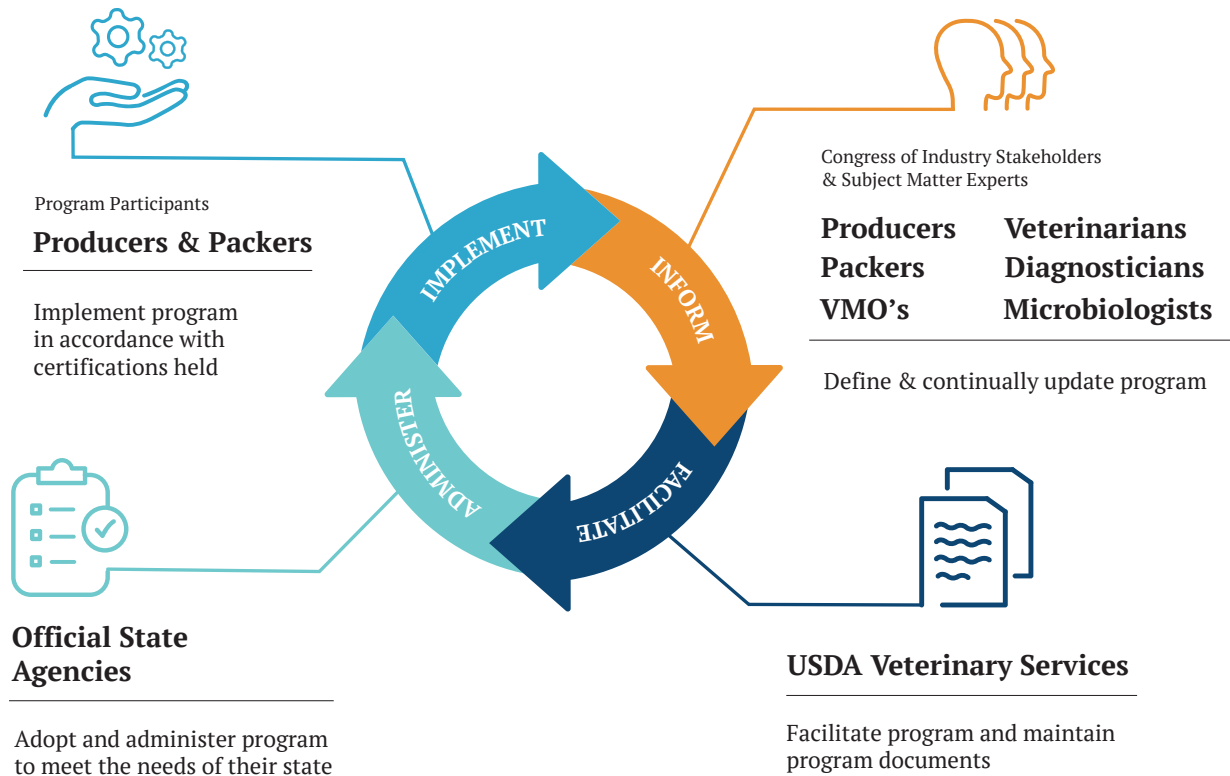 Program Participants
Producers & Packers
Implement program
in accordance with
certifications held
IMPLEMENT
INFORM
FACILITATE
ADMINISTER
Congress of Industry Stakeholders
& Subject Matter Experts
Producers Veterinarians
Packers Diagnosticians
VMO’s Microbiologists
Define & continually update program
Official State
Agencies
Adopt and administer program
to meet the needs of their state
USDA Veterinary Services
Facilitate program and maintain
program documents